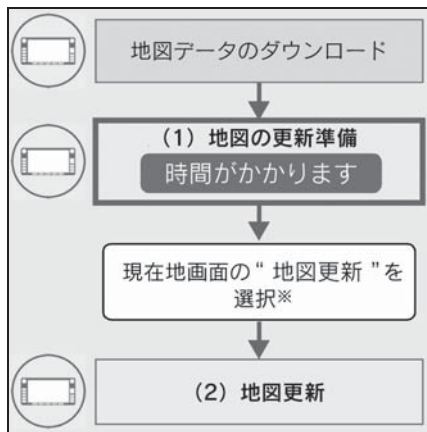 地図データのダウンロード
(1) 地図の更新準備
時間がかかります
現在地画面の“ 地図更新 ”を
選択※
(2) 地図更新